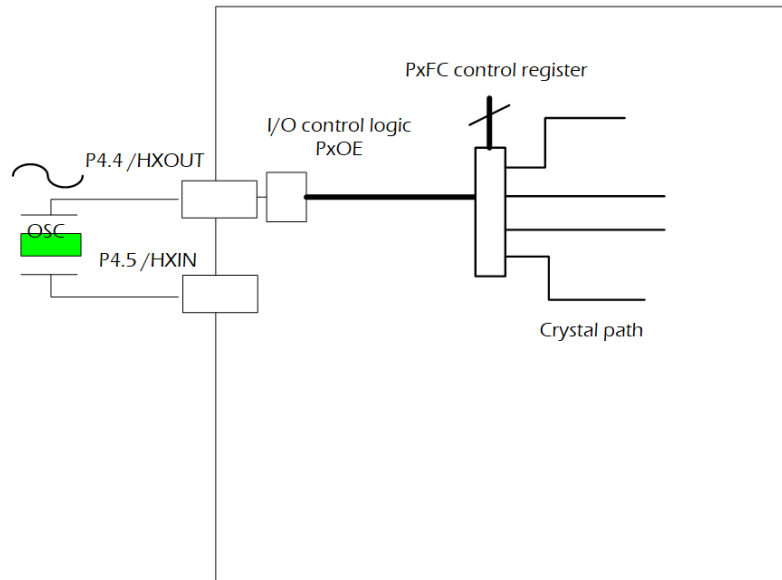 PxFC control register
I/O control logic
PxOE
P4.4 /HXOUT
OSC
P4.5 /HXIN
Crystal path